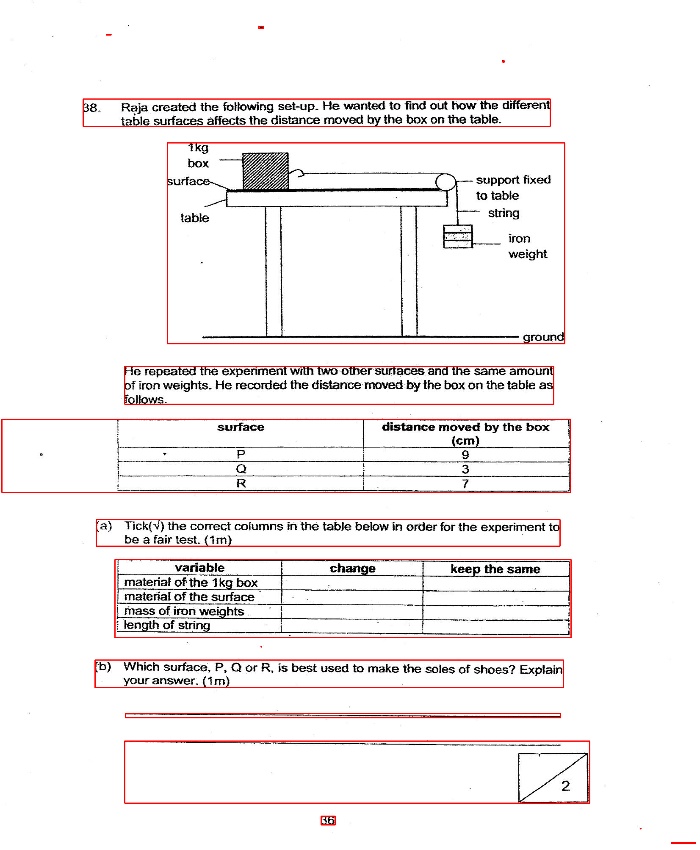 38. Raja created the following set-up. He wanted to find out how the different
table surfaces affects the distance moved by the box on the table.
1kg
box
surface
table
support fixed
to table
string
iron
weight
ground
He repeated the experiment with two other surfaces and the same amount
of iron weights. He recorded the distance moved by the box on the table as
follows.
surface distance moved by the box
(cm)
P 9
Q 3
R 7
(a) Tick(√) the correct columns in the table below in order for the experiment to
be a fair test. (1m)
variable change keep the same
material of the 1kg box
material of the surface
mass of iron weights
length of string
(b) Which surface, P, Q or R, is best used to make the soles of shoes? Explain
your answer. (1m)
2
36